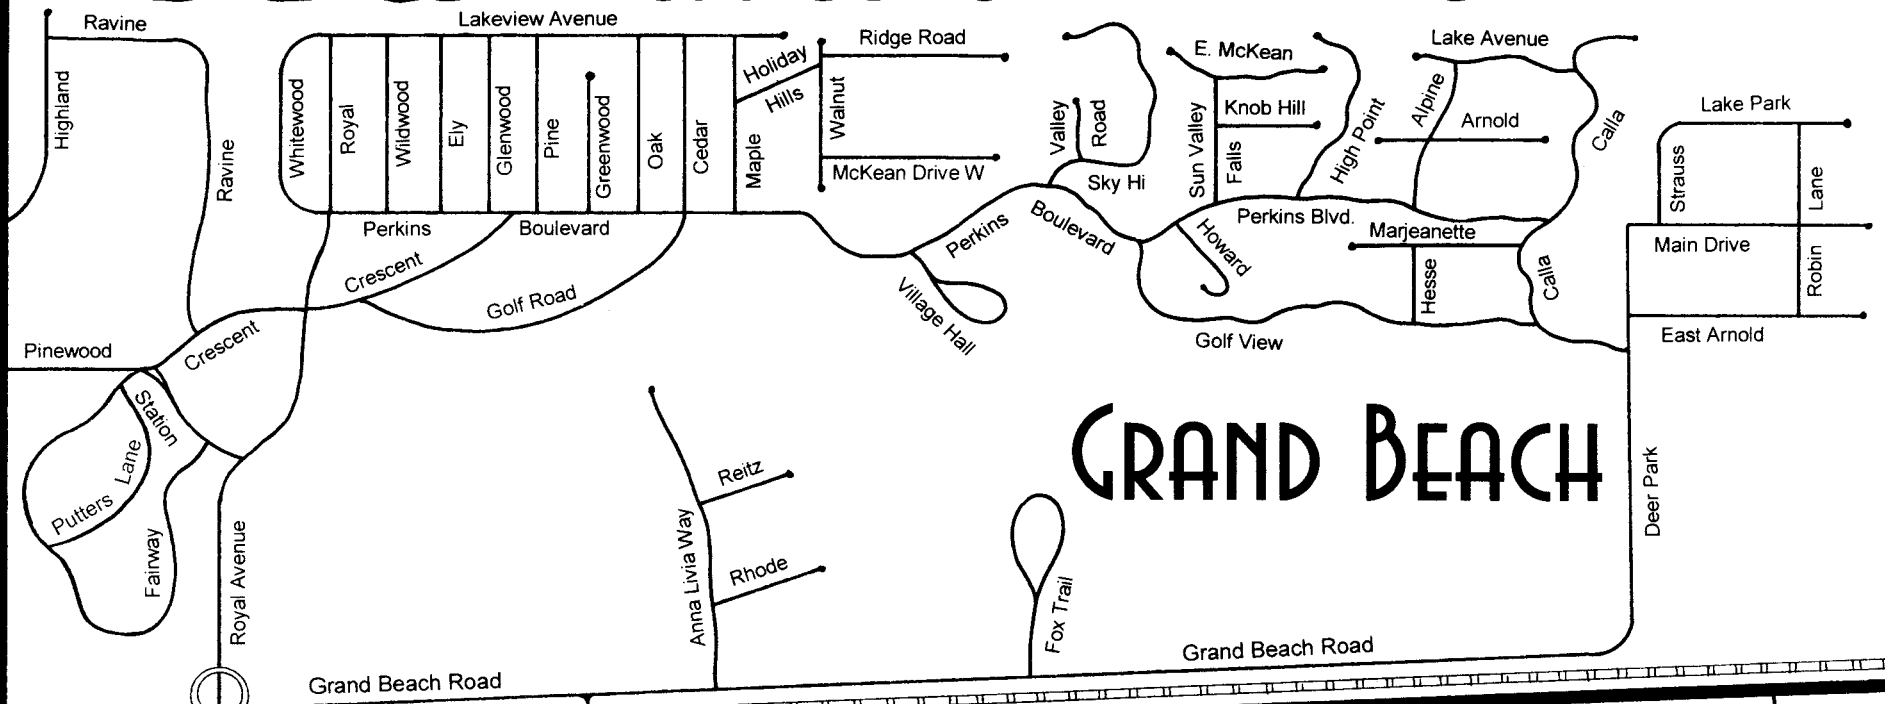 Ravine
Lakeview Avenue
Ridge Road
E. McKean
Lake Avenue
Highland
Ravine
Whitewood
Royal
Wildwood
Ely
Glenwood
Pine
Greenwood
Oak
Cedar
Maple
Holiday
Hills
Walnut
McKean Drive W
Valley
Road
Sky Hi
Sun Valley
Knob Hill
Falls
High Point
Alpine
Arnold
Calla
Lake Park
Strauss
Lane
Perkins
Boulevard
Perkins
Boulevard
Perkins Blvd.
Howard
Marjeanette
Hesse
Calla
Main Drive
Robin
East Arnold
Crescent
Golf Road
Village Hall
Golf View
Pinewood
Crescent
Station
Lane
Putters
Fairway
Royal Avenue
GRAND BEACH
Reitz
Anna Livia Way
Rhode
Fox Trail
Deer Park
Grand Beach Road
Grand Beach Road